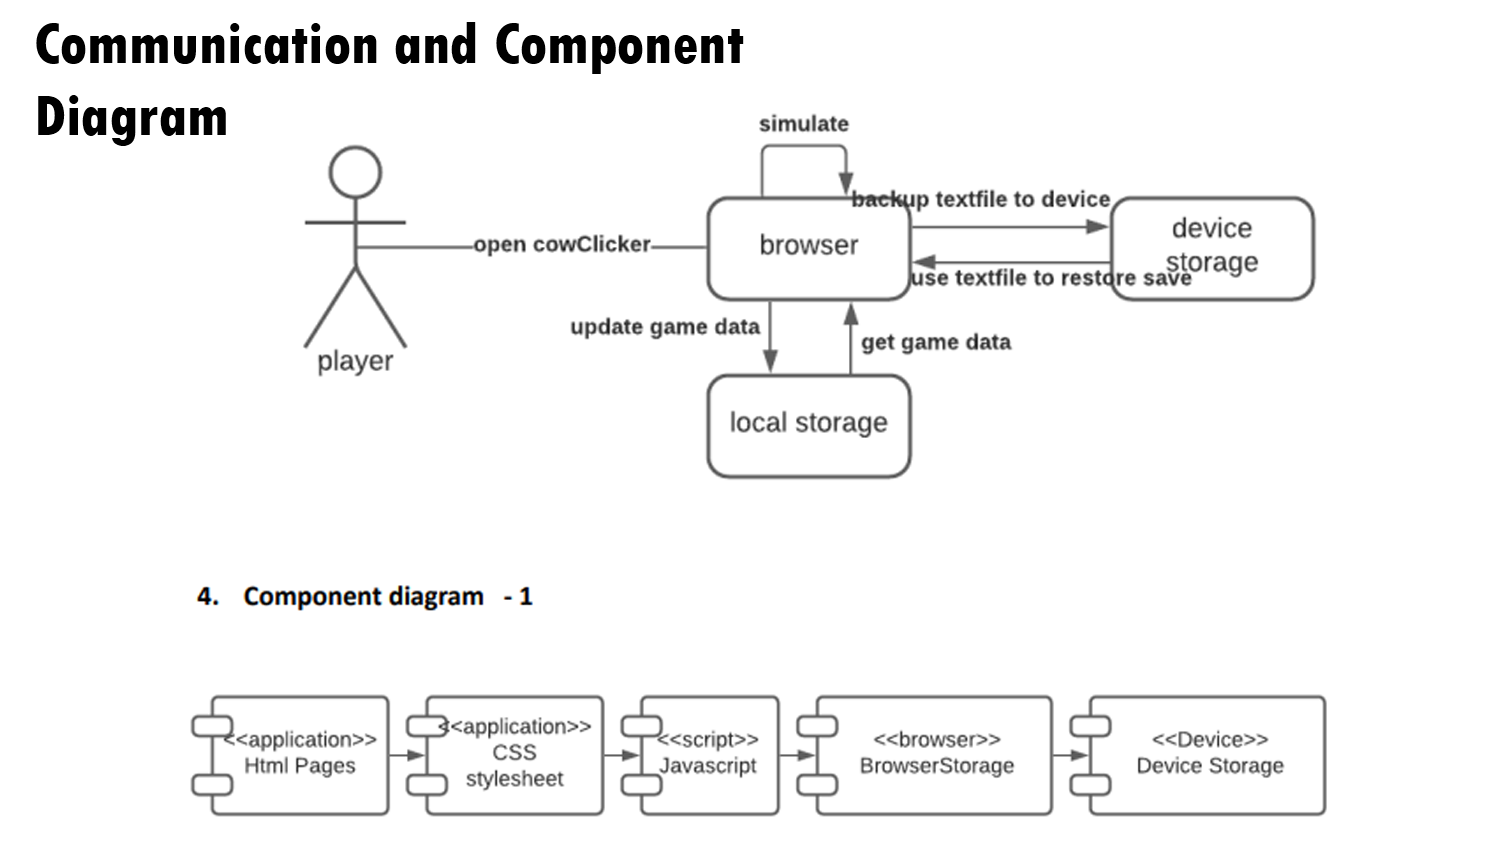 Communication and Component
Diagram
simulate
backup textfile to device
device
storage
open cowClicker
browser
use textfile to restore save
update game data
get game data
player
local storage
4. Component diagram - 1
<<application>>
Html Pages
<<application>>
CSS
stylesheet
<<script>>
Javascript
<<browser>>
BrowserStorage
<<Device>>
Device Storage